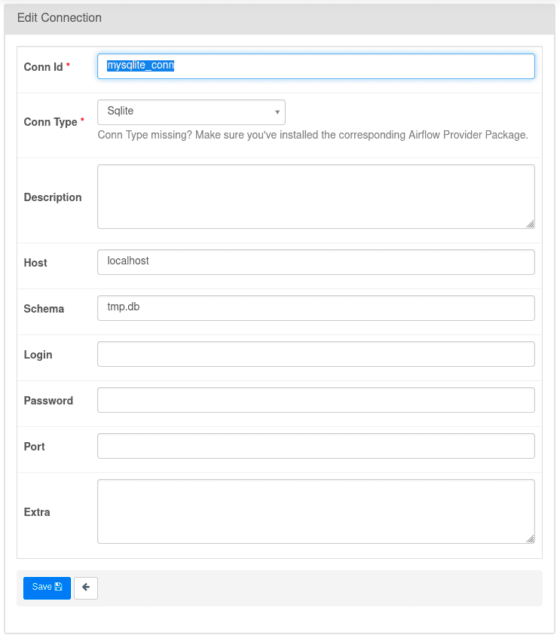 Edit Connection
Conn Id *
mysqlite_conn
Conn Type *
Sqlite
Conn Type missing? Make sure you've installed the corresponding Airflow Provider Package.
Description
Host
localhost
Schema
tmp.db
Login
Password
Port
Extra
Save